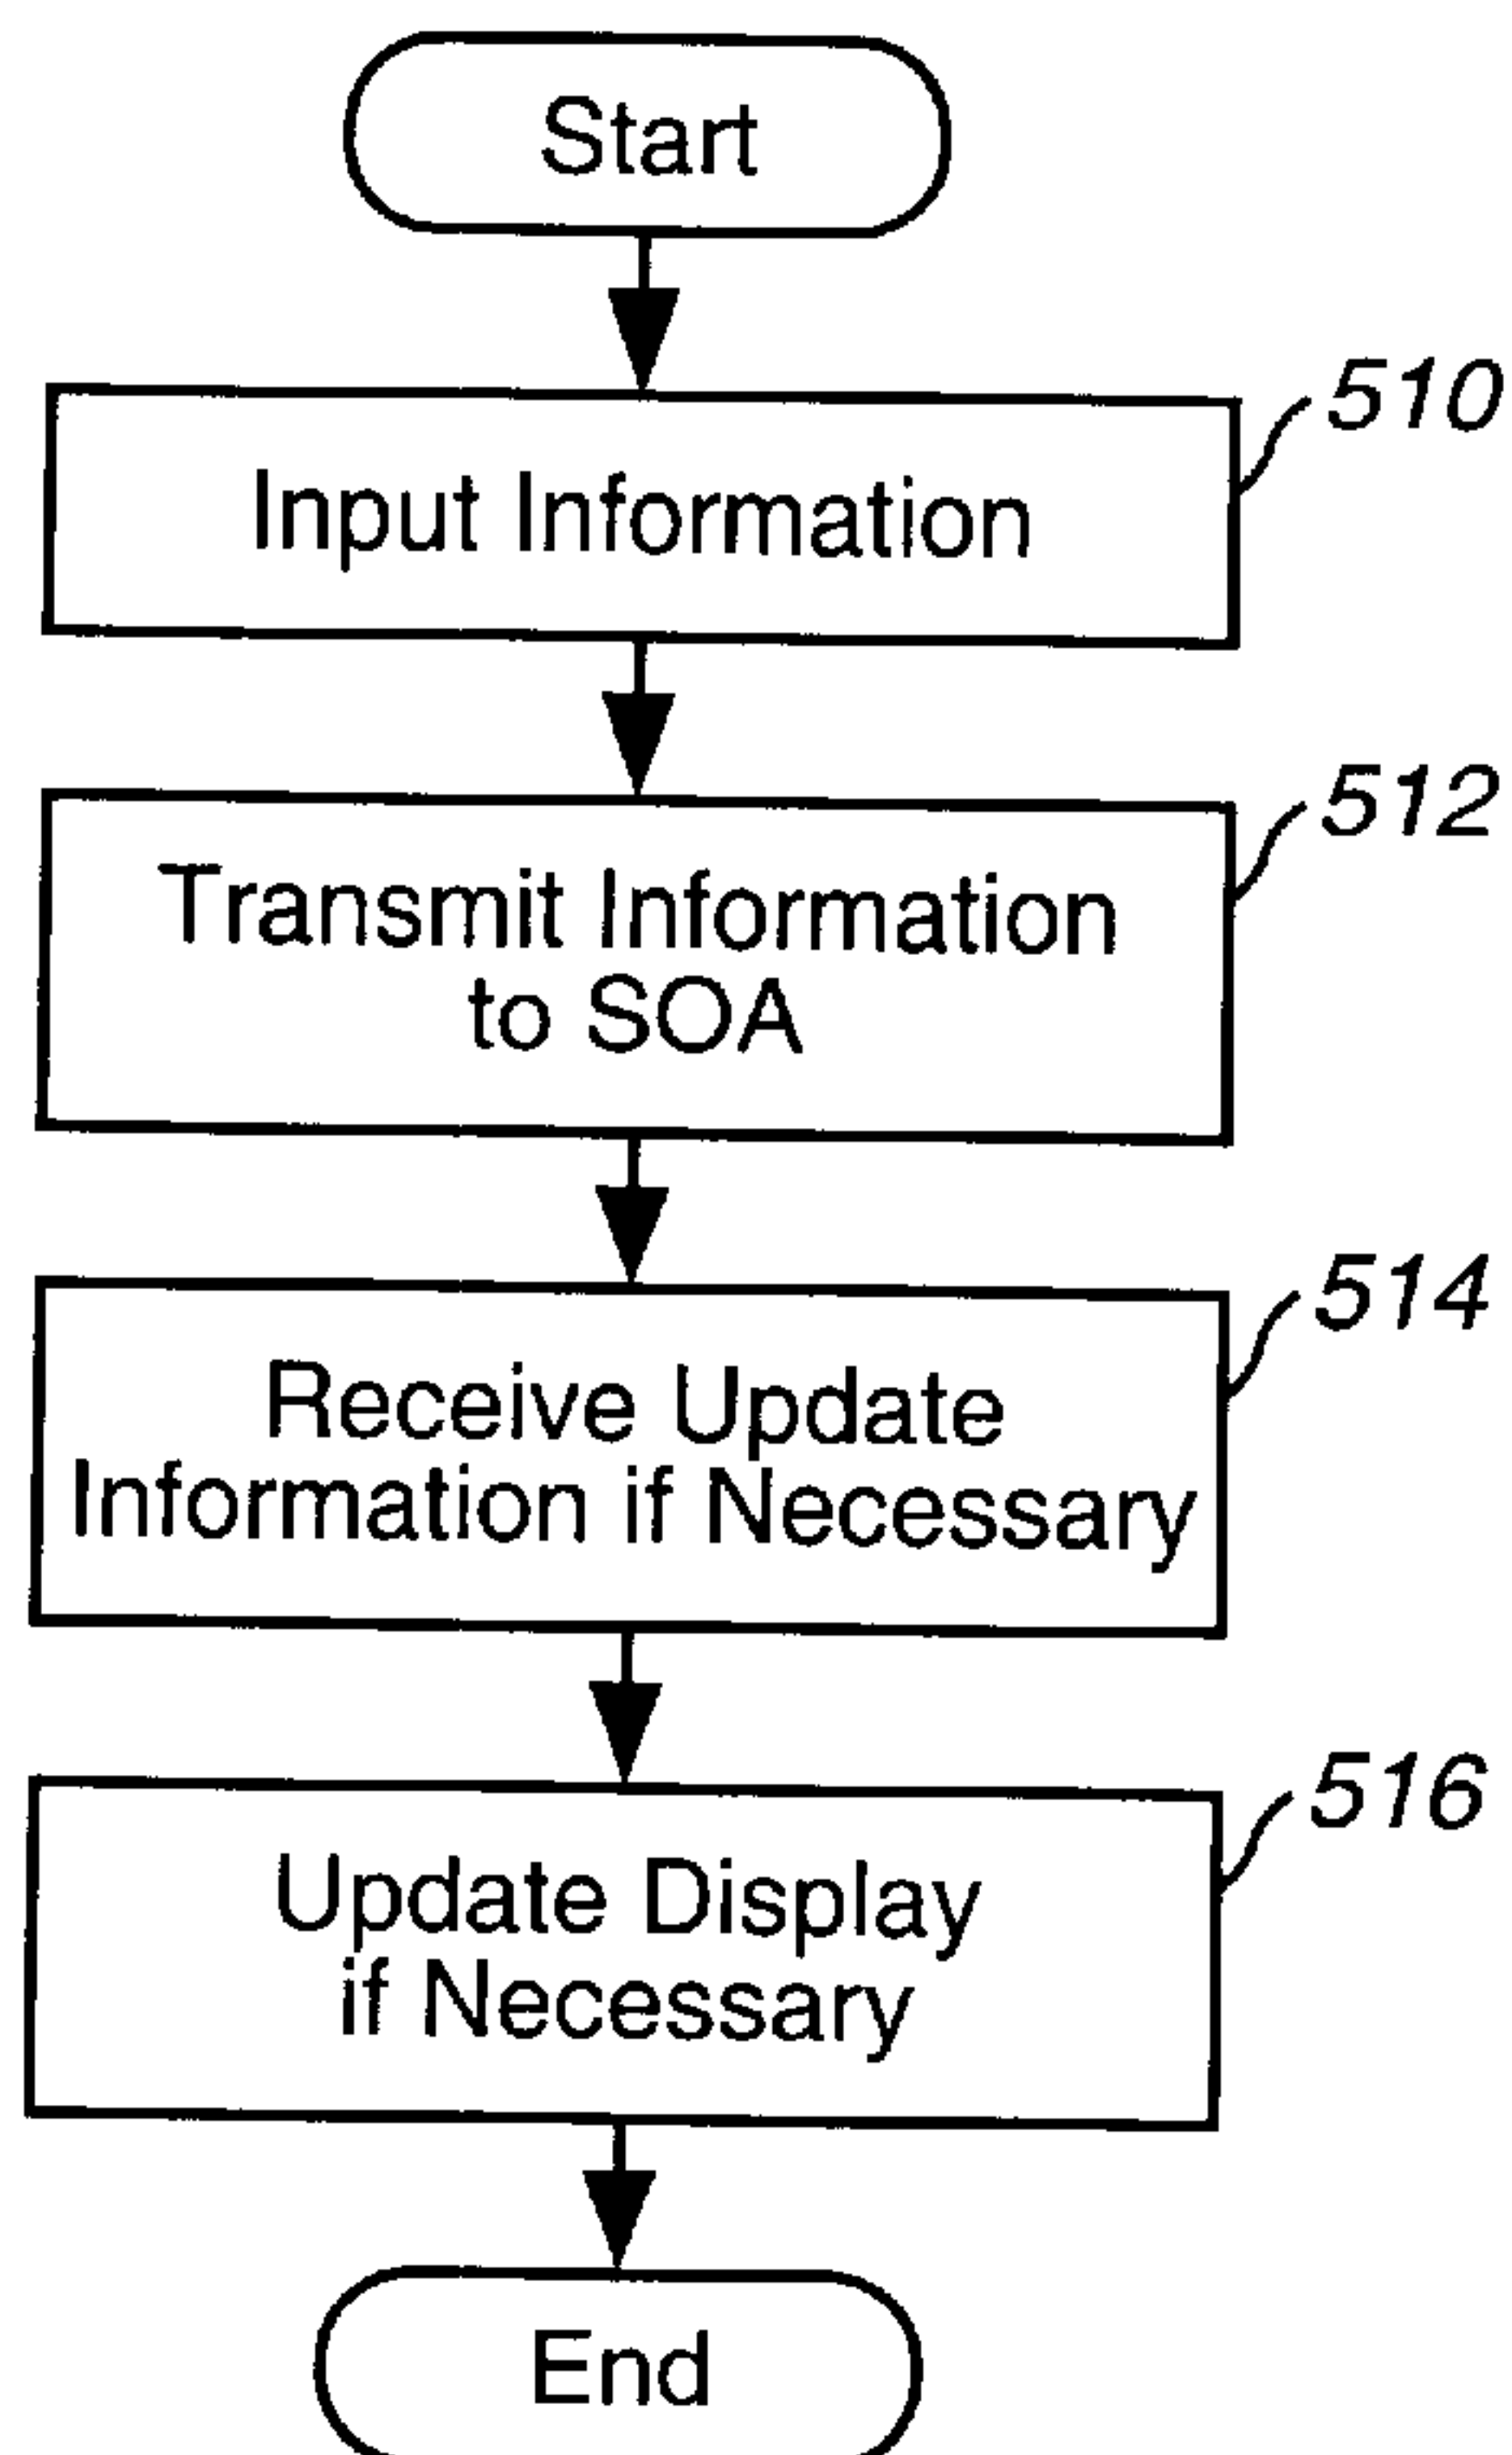 Start
510
Input Information
512
Transmit Information
to SOA
514
Receive Update
Information if Necessary
516
Update Display
if Necessary
End